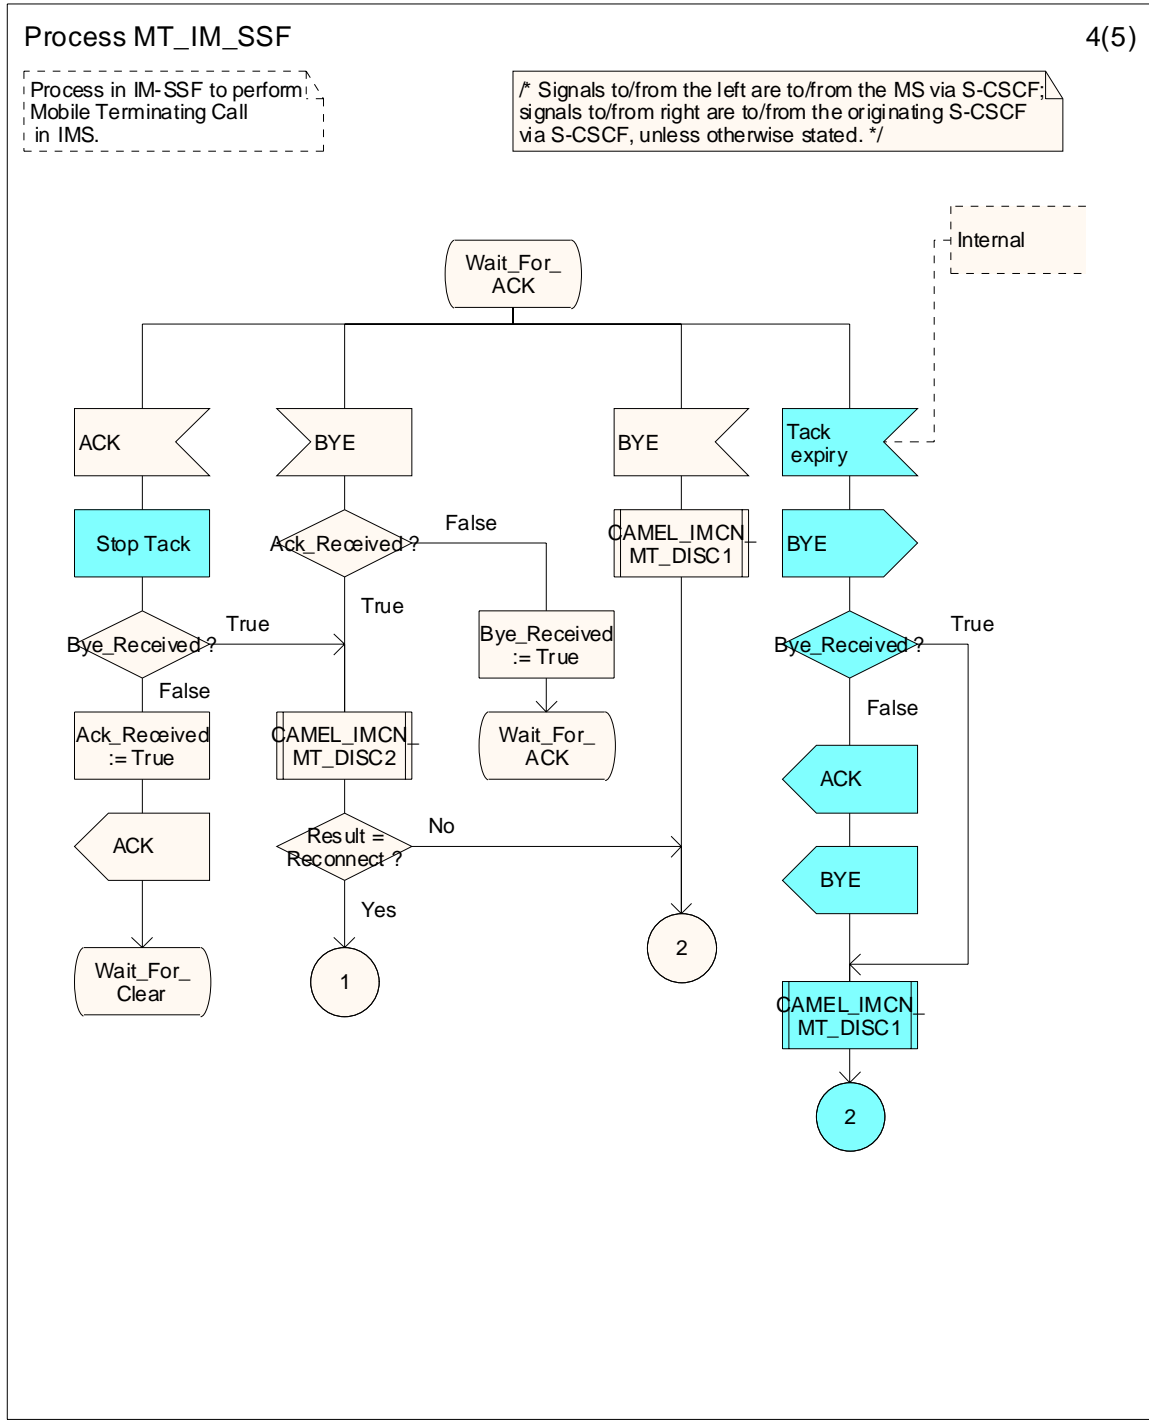 Process MT_IM_SSF
4(5)
Process in IM-SSF to perform
Mobile Terminating Call
in IMS.
/* Signals to/from the left are to/from the MS via S-CSCF;
signals to/from right are to/from the originating S-CSCF
via S-CSCF, unless otherwise stated. */
Internal
Wait_For_
ACK
ACK
BYE
BYE
Tack
expiry
Stop Tack
Ack_Received ?
False
True
CAMEL_IMCN_
MT_DISC1
BYE
Bye_Received ?
True
False
Bye_Received
:= True
Bye_Received ?
True
False
Ack_Received
:= True
CAMEL_IMCN_
MT_DISC2
Wait_For_
ACK
ACK
ACK
Result =
Reconnect ?
No
Yes
BYE
Wait_For_
Clear
1
2
CAMEL_IMCN_
MT_DISC1
2